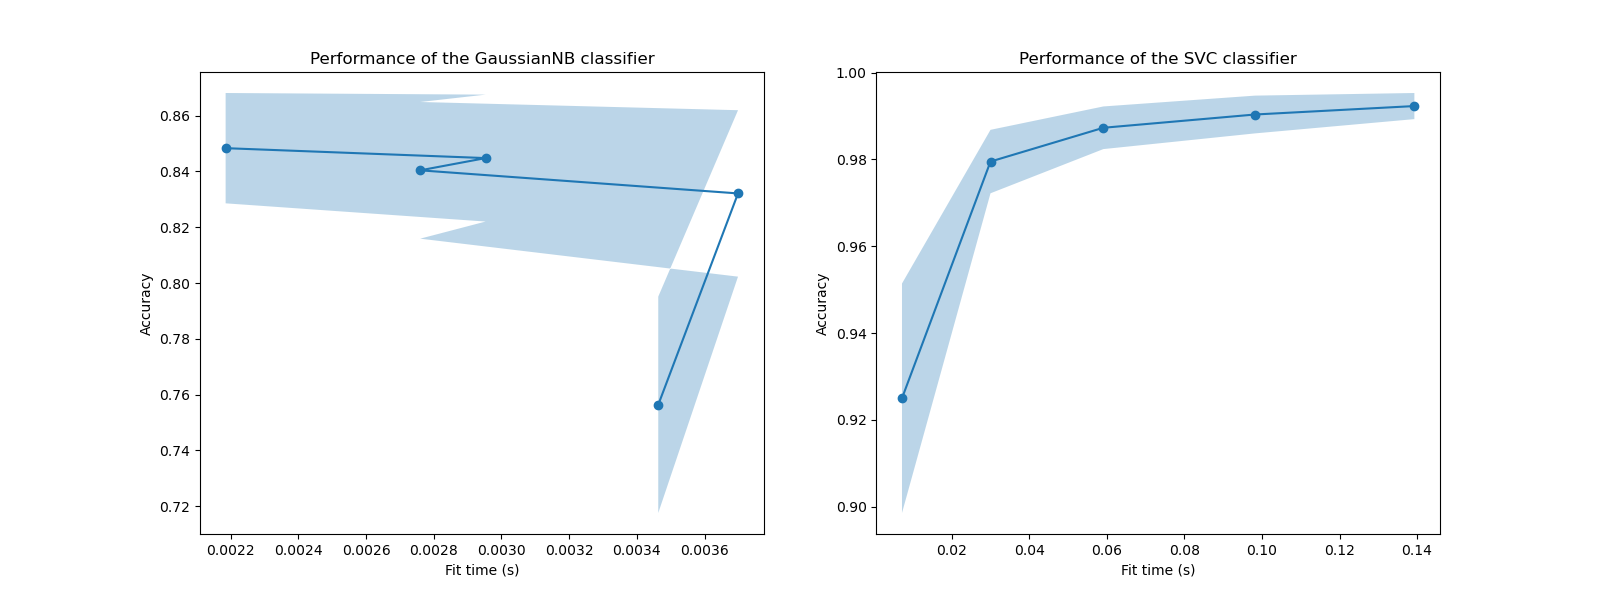 Performance of the GaussianNB classifier
Accuracy
0.86
0.84
0.82
0.80
0.78
0.76
0.74
0.72
0.0022 0.0024 0.0026 0.0028 0.0030 0.0032 0.0034 0.0036
Fit time (s)
Performance of the SVC classifier
Accuracy
1.00
0.98
0.96
0.94
0.92
0.90
0.02 0.04 0.06 0.08 0.10 0.12 0.14
Fit time (s)